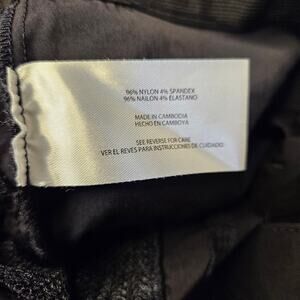 96% NYLON 4% SPANDEX
96% NAILON 4% ELASTANO
MADE IN CAMBODIA
HECHO EN CAMBOYA
SEE REVERSE FOR CARE
VER EL REVES PARA INSTRUCCIONES DE CUIDADO.